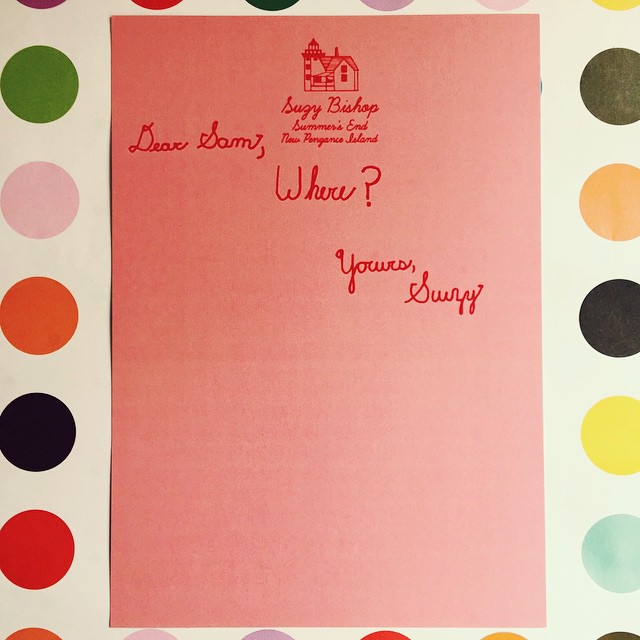 Suzy Bishop
Summer's End
New Penzance Island
Dear Sam,
Where?
Yours,
Suzy